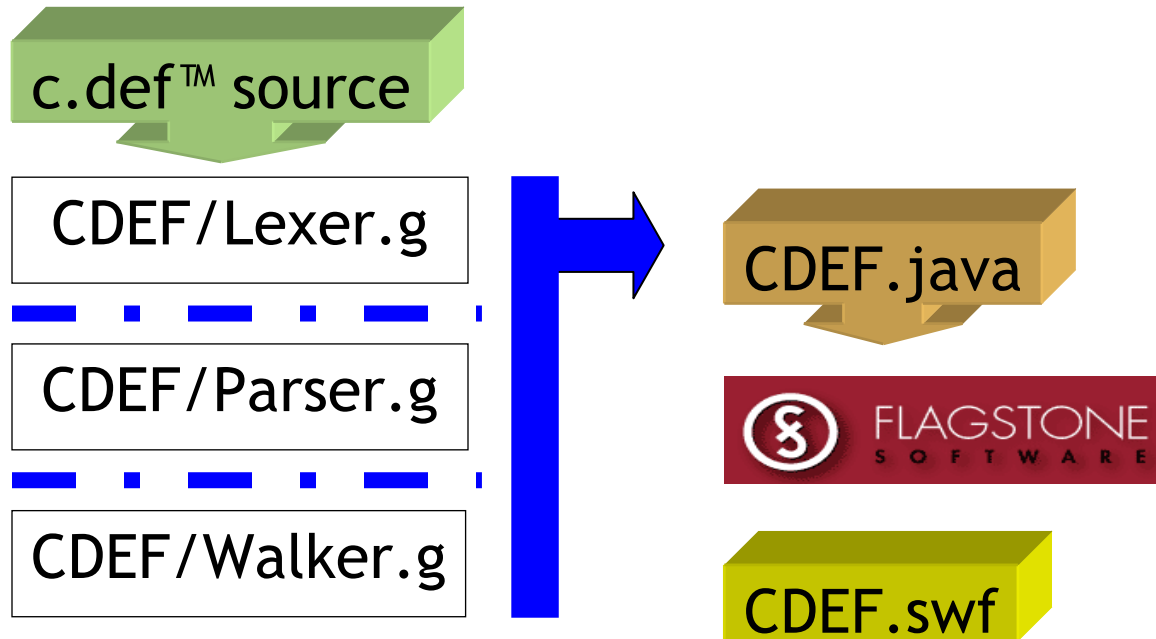 c.def™ source
CDEF/Lexer.g
CDEF/Parser.g
CDEF/Walker.g
CDEF.java
FLAGSTONE
SOFTWARE
CDEF.swf